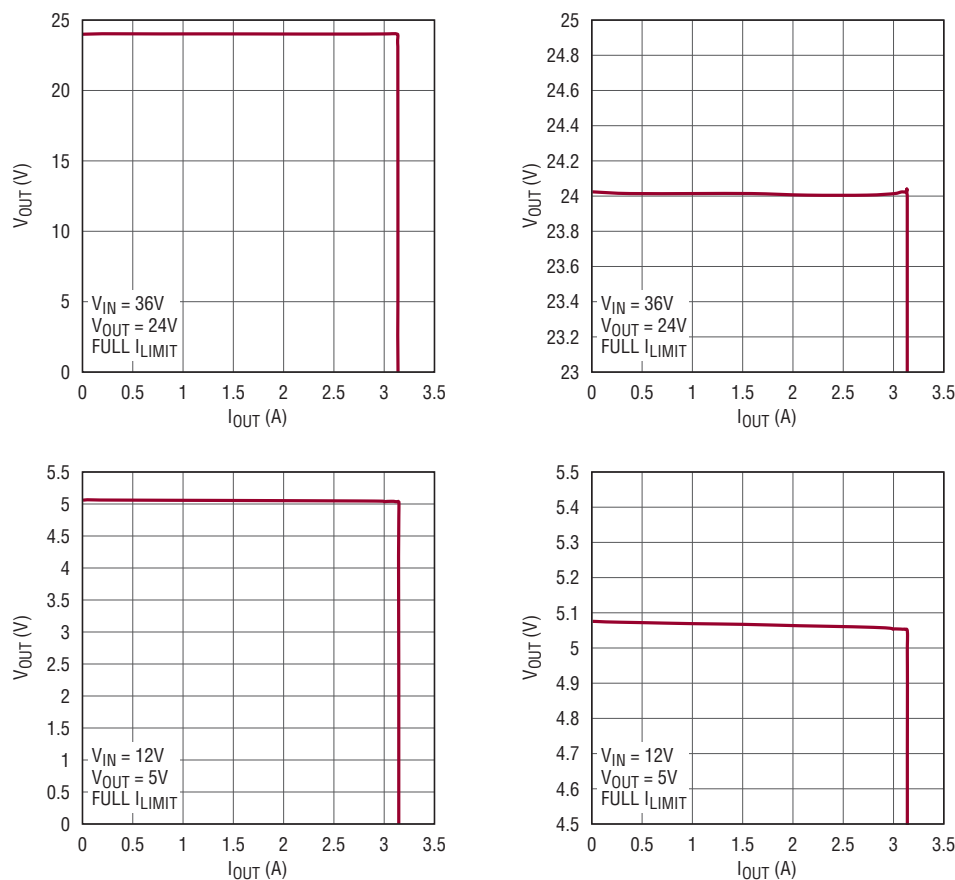 25
20
15
10
5
0
VOUT (V)
VIN = 36V
VOUT = 24V
FULL ILIMIT
0 0.5 1 1.5 2 2.5 3 3.5
IOUT (A)
25
24.8
24.6
24.4
24.2
24
23.8
23.6
23.4
23.2
23
VOUT (V)
VIN = 36V
VOUT = 24V
FULL ILIMIT
0 0.5 1 1.5 2 2.5 3 3.5
IOUT (A)
5.5
5
4.5
4
3.5
3
2.5
2
1.5
1
0.5
0
VOUT (V)
VIN = 12V
VOUT = 5V
FULL ILIMIT
0 0.5 1 1.5 2 2.5 3 3.5
IOUT (A)
5.5
5.4
5.3
5.2
5.1
5
4.9
4.8
4.7
4.6
4.5
VOUT (V)
VIN = 12V
VOUT = 5V
FULL ILIMIT
0 0.5 1 1.5 2 2.5 3 3.5
IOUT (A)